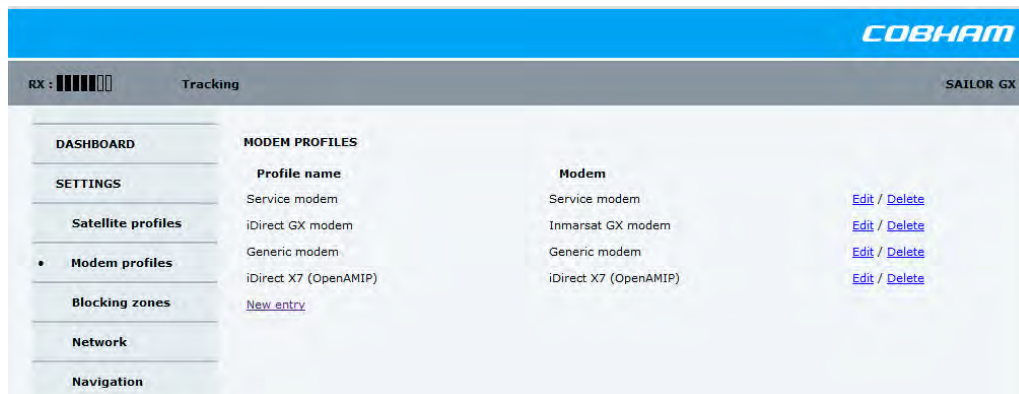 COBHAM
RX : Tracking SAILOR GX
DASHBOARD
SETTINGS
Satellite profiles
Modem profiles
Blocking zones
Network
Navigation
MODEM PROFILES
Profile name Modem
Service modem Service modem Edit / Delete
iDirect GX modem Inmarsat GX modem Edit / Delete
Generic modem Generic modem Edit / Delete
iDirect X7 (OpenAMIP) iDirect X7 (OpenAMIP) Edit / Delete
New entry